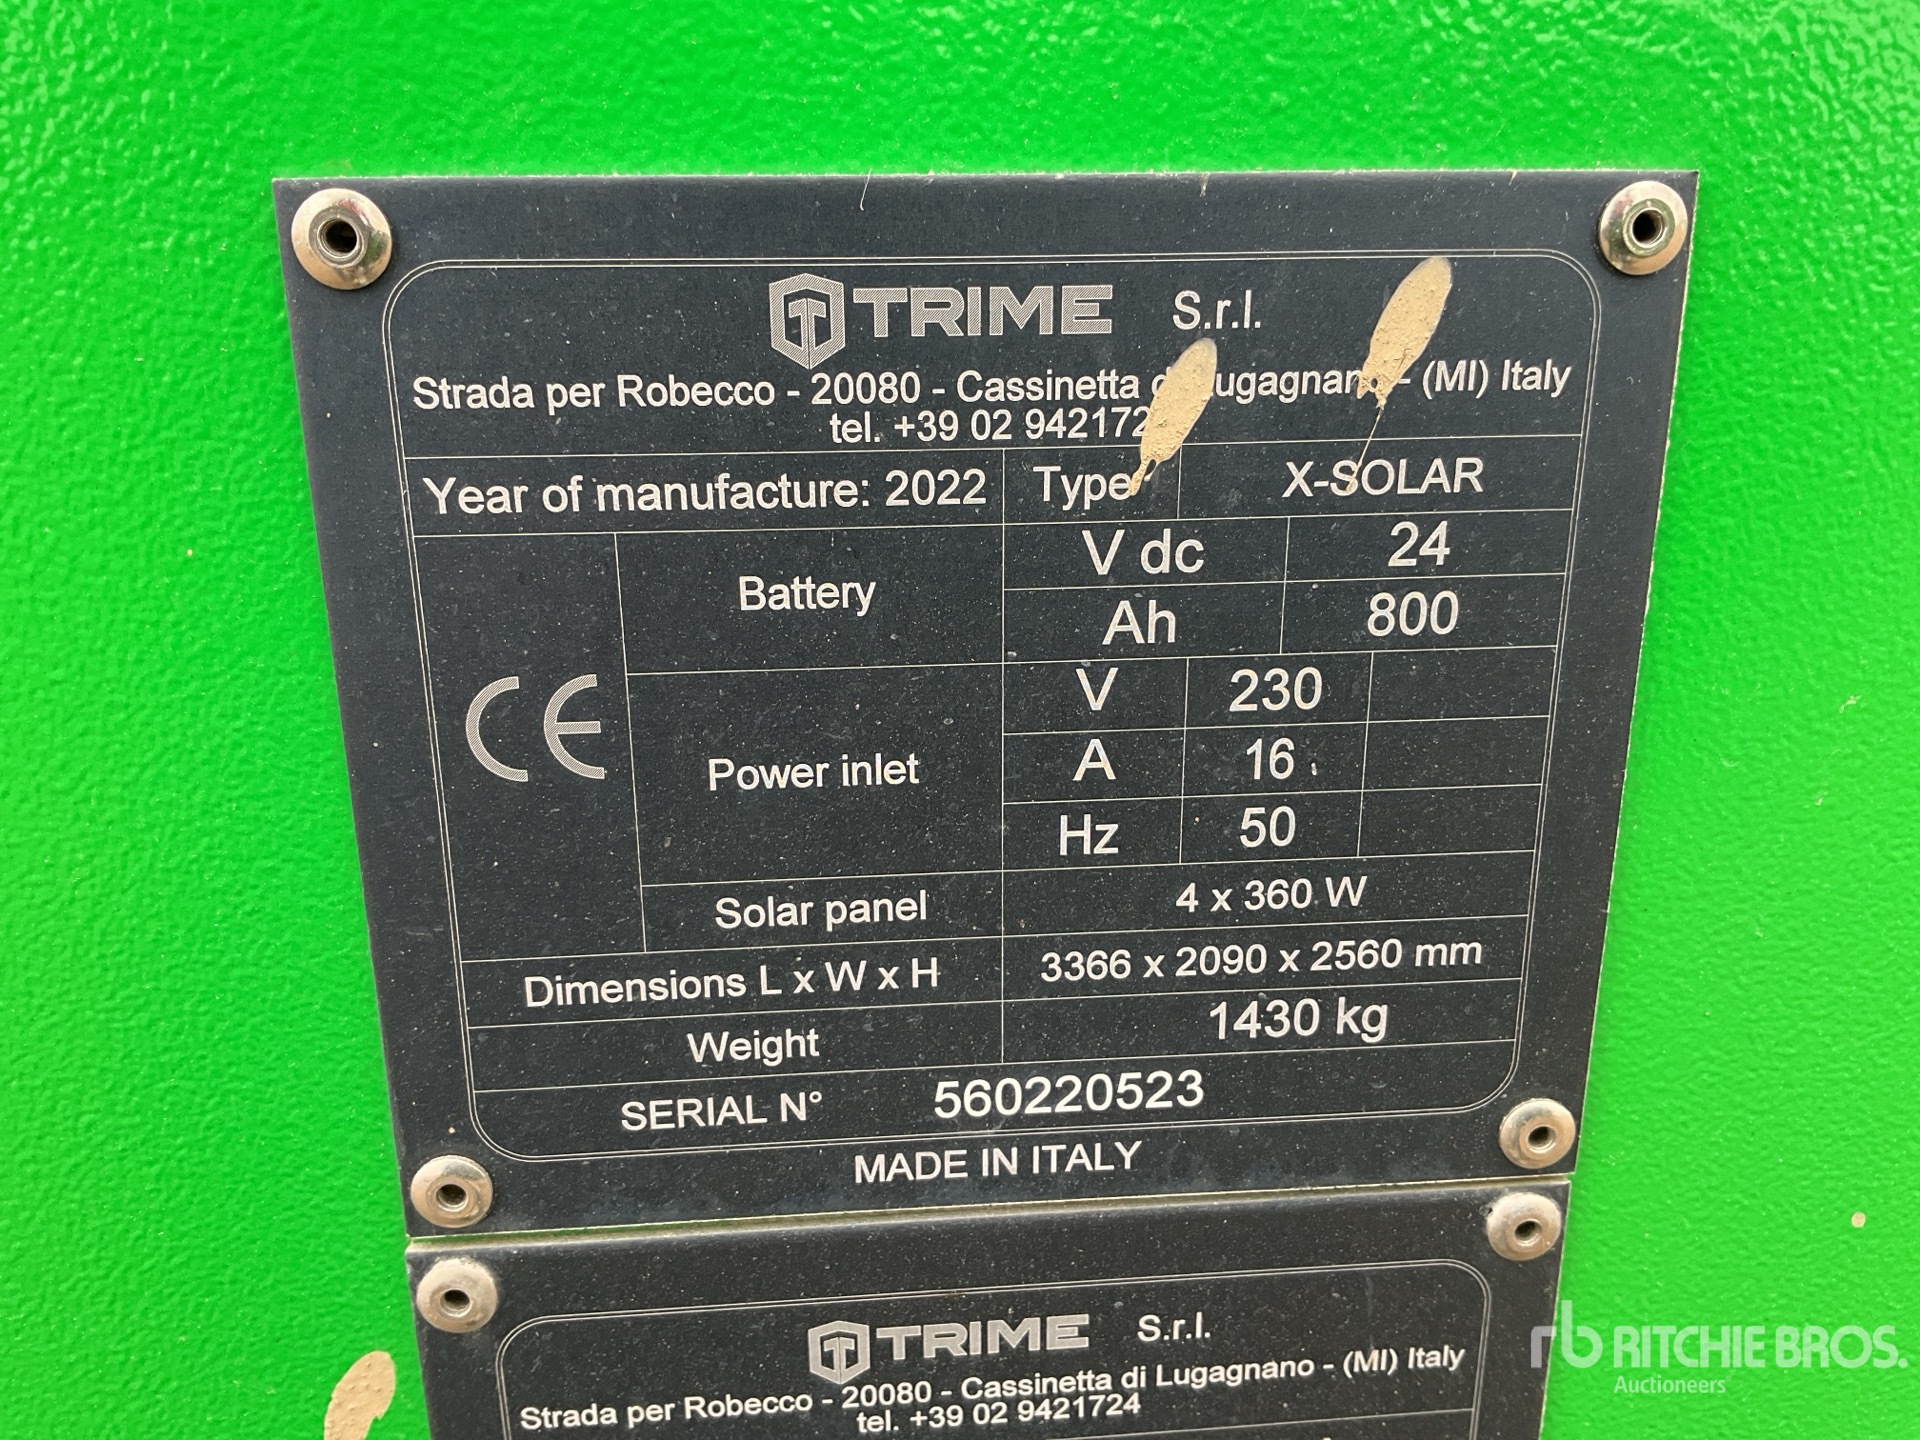 TRIME S.r.l.
Strada per Robecco - 20080 - Cassinetta Lugagnano - (MI) Italy
tel. +39 02 942172
Year of manufacture: 2022 Type X-SOLAR
CE
Battery V dc 24
Ah 800
Power inlet V 230
A 16
Hz 50
Solar panel 4 x 360 W
Dimensions L x W x H 3366 x 2090 x 2560 mm
Weight 1430 kg
SERIAL N° 560220523
MADE IN ITALY
TRIME S.r.l.
Strada per Robecco - 20080 - Cassinetta di Lugagnano - (MI) Italy
tel. +39 02 9421724
rb RITCHIE BROS.
Auctioneers